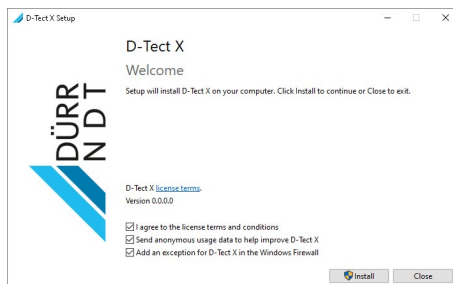 D-Tect X Setup
D-Tect X
Welcome
Setup will install D-Tect X on your computer. Click Install to continue or Close to exit.
DÜRR
NDT
D-Tect X license terms.
Version 0.0.0.0
I agree to the license terms and conditions
Send anonymous usage data to help improve D-Tect X
Add an exception for D-Tect X in the Windows Firewall
Install
Close